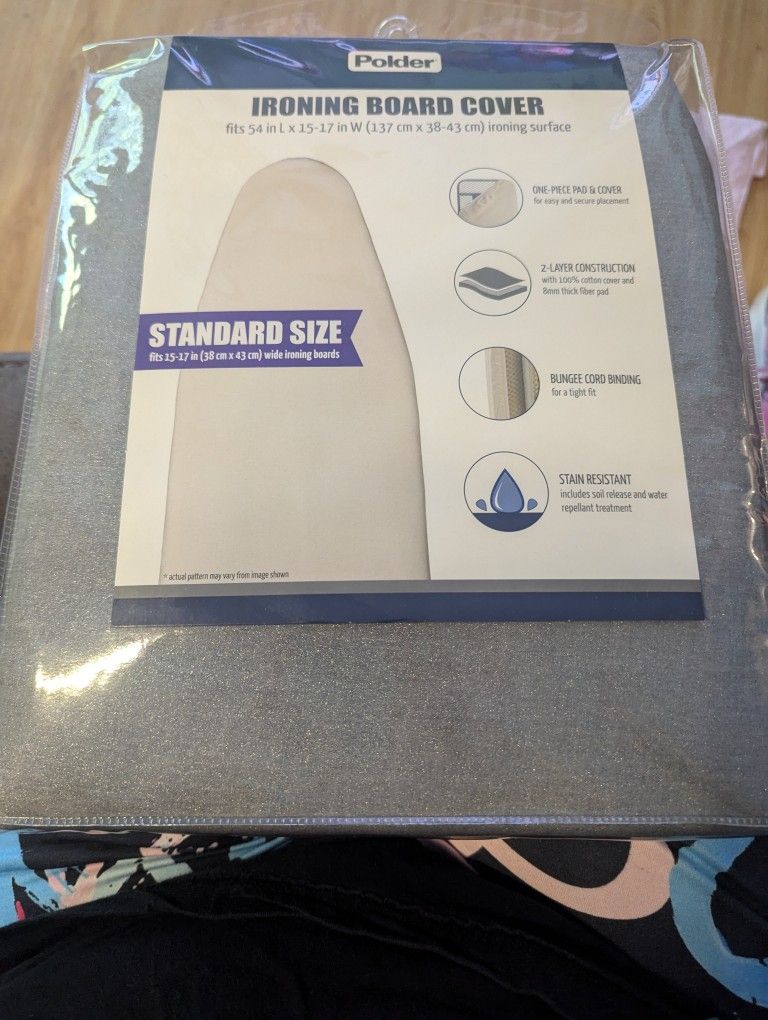 Polder
IRONING BOARD COVER
fits 54 in L x 15-17 in W (137 cm x 38-43 cm) ironing surface
ONE-PIECE PAD & COVER
for easy and secure placement
2-LAYER CONSTRUCTION
with 100% cotton cover and
8mm thick fiber pad
STANDARD SIZE
fits 15-17 in (38 cm x 43 cm) wide ironing boards
BUNGEE CORD BINDING
for a tight fit
STAIN RESISTANT
includes soil release and water
repellant treatment
* actual pattern may vary from image shown